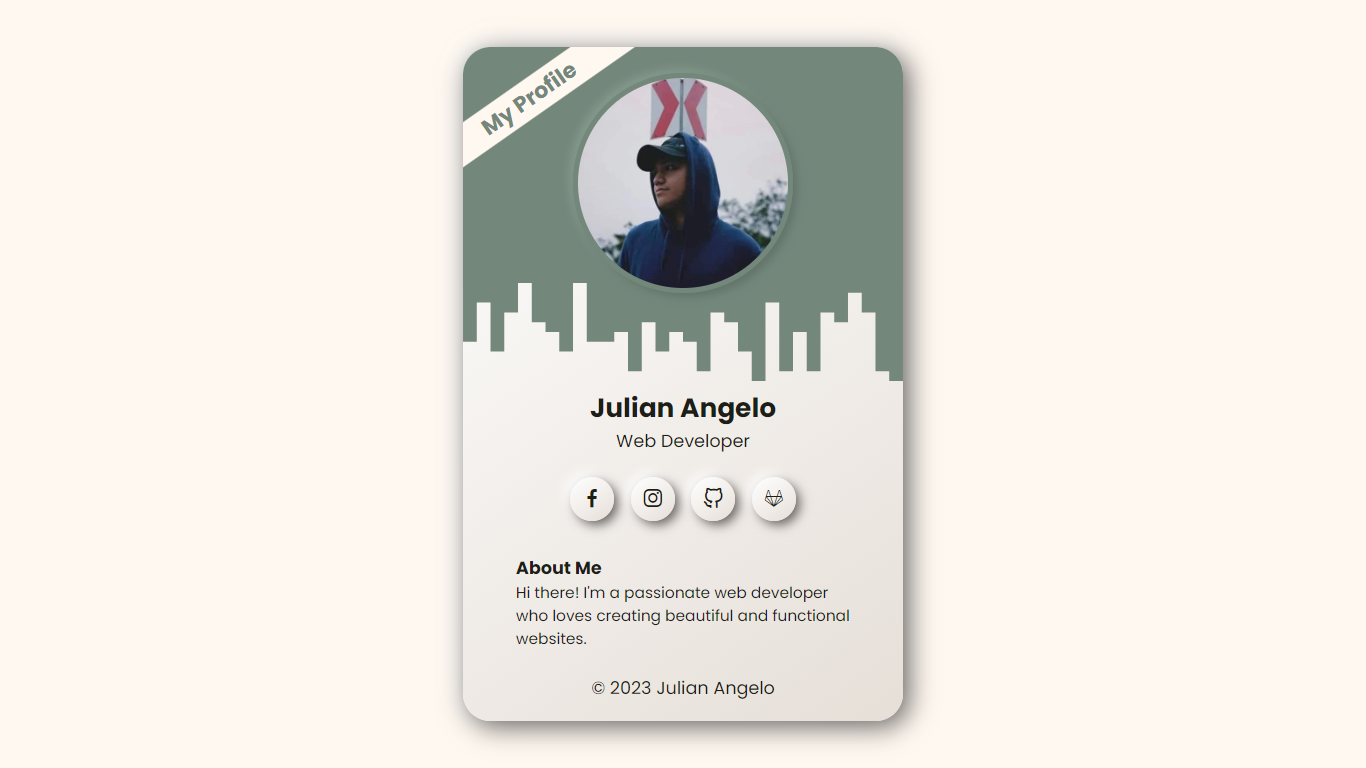 My Profile
Julian Angelo
Web Developer
About Me
Hi there! I'm a passionate web developer
who loves creating beautiful and functional
websites.
© 2023 Julian Angelo